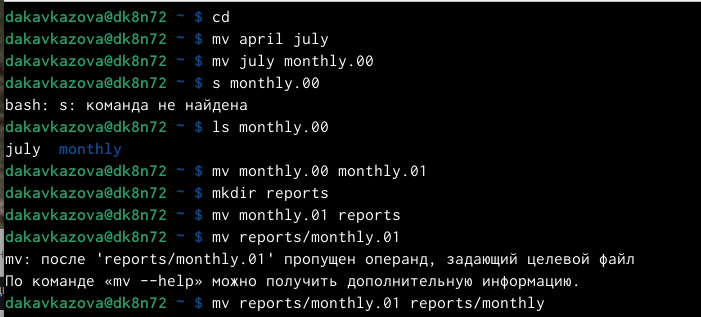 dakavkazova@dk8n72 ~ $ cd
dakavkazova@dk8n72 ~ $ mv april july
dakavkazova@dk8n72 ~ $ mv july monthly.00
dakavkazova@dk8n72 ~ $ s monthly.00
bash: s: команда не найдена
dakavkazova@dk8n72 ~ $ ls monthly.00
july  monthly
dakavkazova@dk8n72 ~ $ mv monthly.00 monthly.01
dakavkazova@dk8n72 ~ $ mkdir reports
dakavkazova@dk8n72 ~ $ mv monthly.01 reports
dakavkazova@dk8n72 ~ $ mv reports/monthly.01
mv: после 'reports/monthly.01' пропущен операнд, задающий целевой файл
По команде «mv --help» можно получить дополнительную информацию.
dakavkazova@dk8n72 ~ $ mv reports/monthly.01 reports/monthly